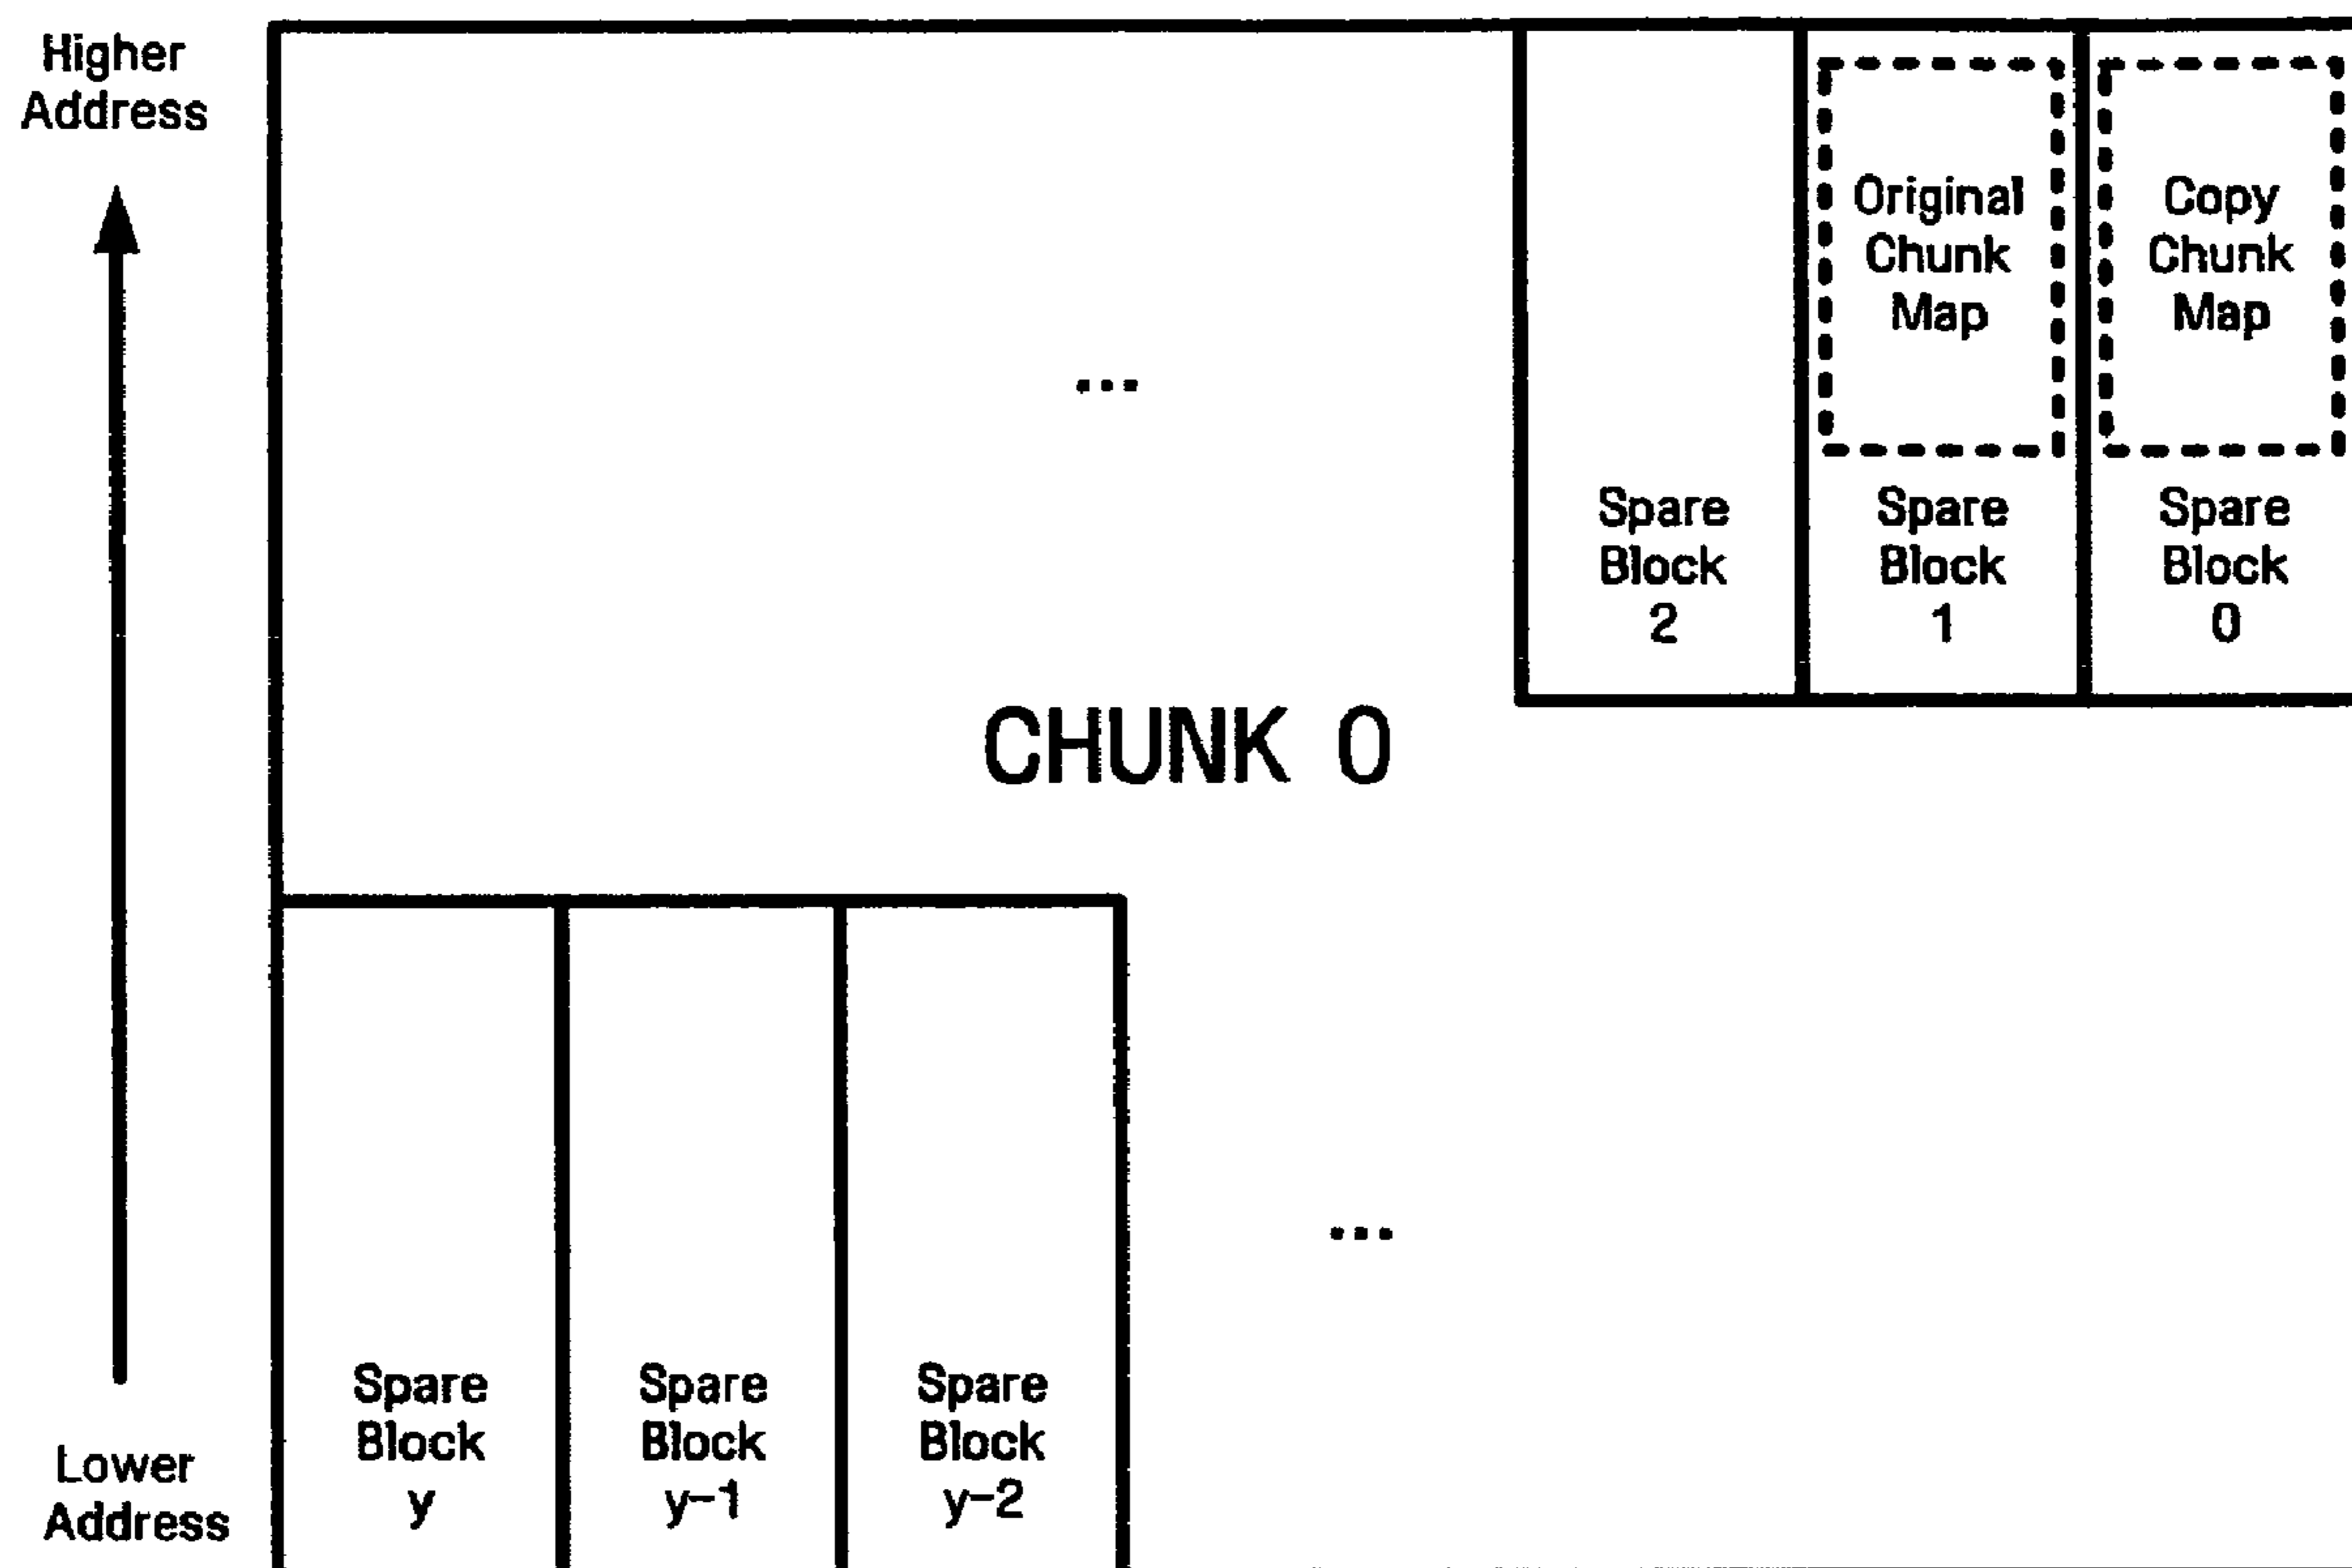 Higher
Address
Original
Chunk
Map
Copy
Chunk
Map
...
Spare
Block
2
Spare
Block
1
Spare
Block
0
CHUNK 0
...
Spare
Block
y
Spare
Block
y-1
Spare
Block
y-2
Lower
Address